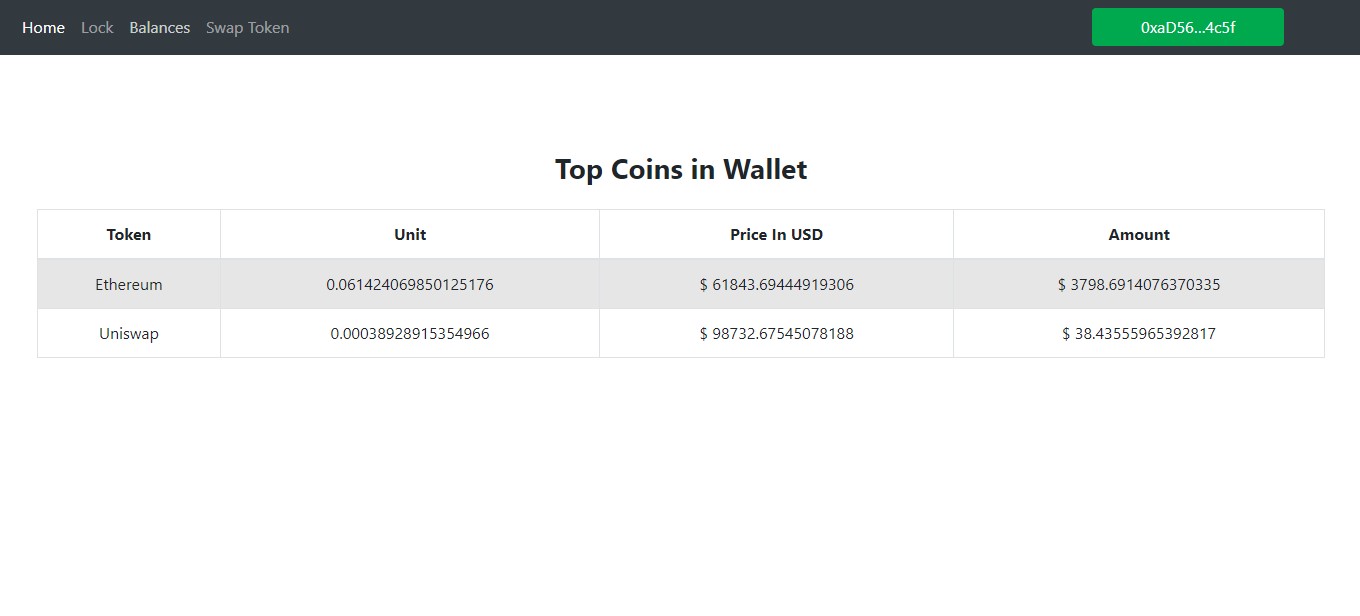 Home Lock Balances Swap Token 0xaD56...4c5f
Top Coins in Wallet
Token Unit Price In USD Amount
Ethereum 0.061424069850125176 $ 61843.69444919306 $ 3798.6914076370335
Uniswap 0.00038928915354966 $ 98732.67545078188 $ 38.43555965392817